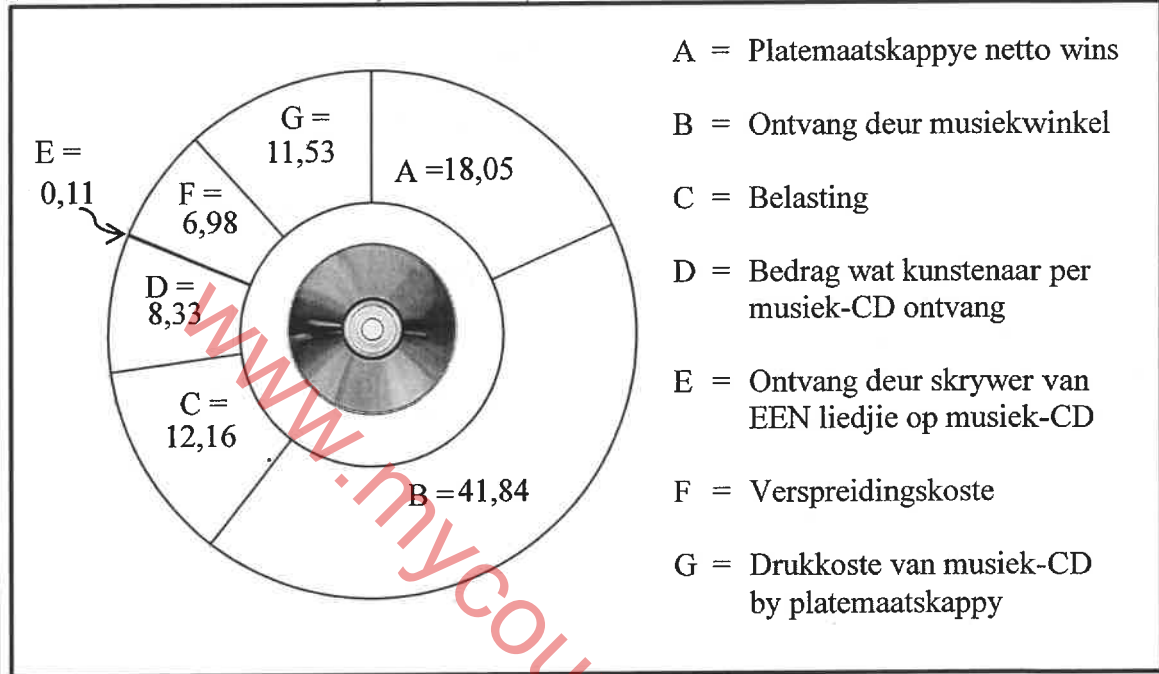 G =
11,53
A =18,05
E =
0,11
F =
6,98
D =
8,33
C =
12,16
B =41,84
A = Platemaatskappye netto wins
B = Ontvang deur musiekwinkel
C = Belasting
D = Bedrag wat kunstenaar per
musiek-CD ontvang
E = Ontvang deur skrywer van
EEN liedjie op musiek-CD
F = Verspreidingskoste
G = Drukkoste van musiek-CD
by platemaatskappy
www.mycou